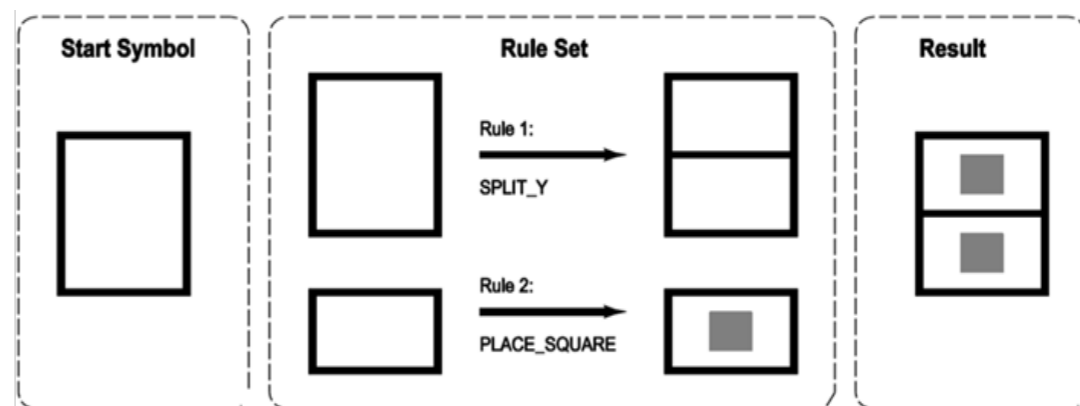 Start Symbol
Rule Set
Result
Rule 1:
SPLIT_Y
Rule 2:
PLACE_SQUARE